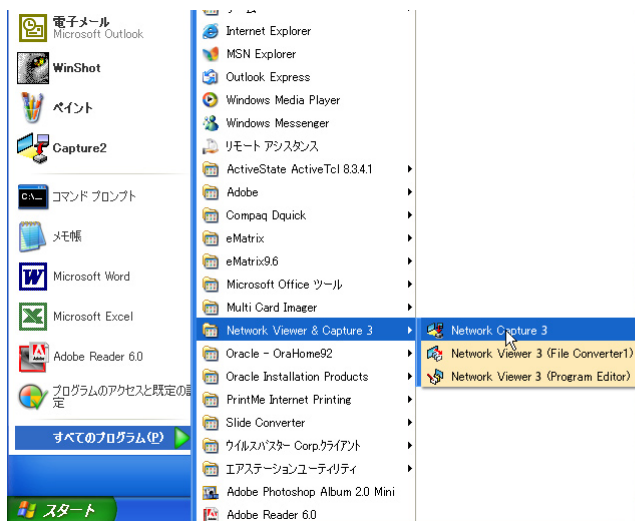 電子メール
Microsoft Outlook
WinShot
ペイント
Capture2
コマンド プロンプト
メモ帳
Microsoft Word
Microsoft Excel
Adobe Reader 6.0
プログラムのアクセスと既定の
定
すべてのプログラム(P)
スタート
ゲーム
Internet Explorer
MSN Explorer
Outlook Express
Windows Media Player
Windows Messenger
リモート アシスタンス
ActiveState ActiveTcl 8.3.4.1
Adobe
Compaq Dquick
eMatrix
eMatrix9.6
Microsoft Office ツール
Multi Card Imager
Network Viewer & Capture 3
Oracle - OraHome92
Oracle Installation Products
PrintMe Internet Printing
Slide Converter
ウイルスバスター Corp.クライアント
エアステーションユーティリティ
Adobe Photoshop Album 2.0 Mini
Adobe Reader 6.0
Network Capture 3
Network Viewer 3 (File Converter1)
Network Viewer 3 (Program Editor)